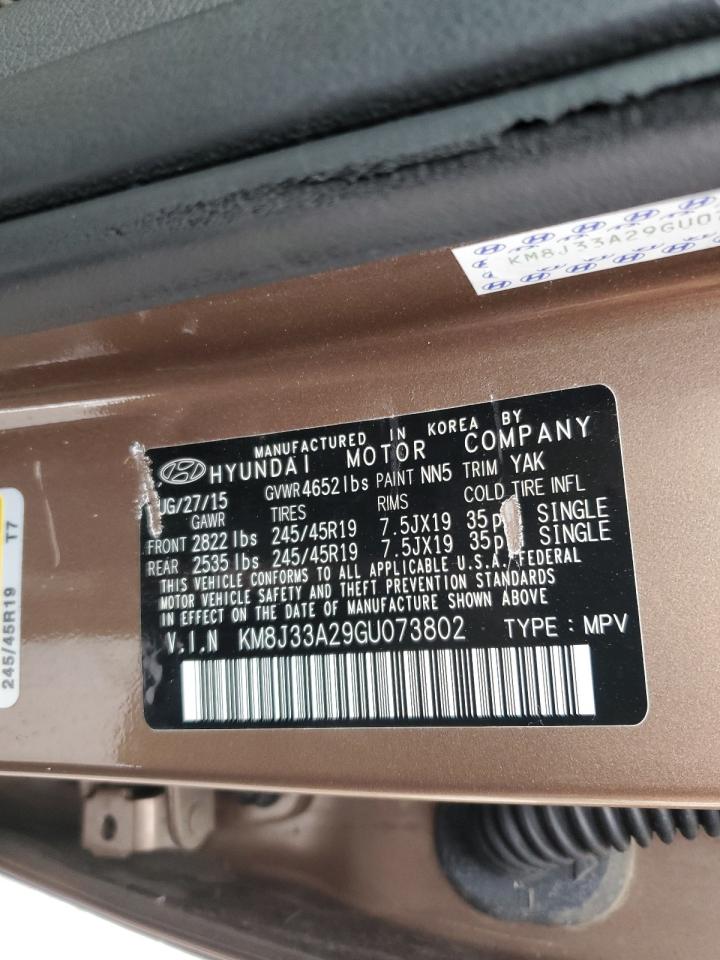 KM8J33A29GU07
MANUFACTURED IN KOREA BY
HYUNDAI MOTOR COMPANY
UG/27/15 GVWR 4652 lbs PAINT NN5 TRIM YAK
GAWR TIRES RIMS COLD TIRE INFL
FRONT 2822 lbs 245/45R19 7.5JX19 35 p SINGLE
REAR 2535 lbs 245/45R19 7.5JX19 35 p SINGLE
THIS VEHICLE CONFORMS TO ALL APPLICABLE U.S.A. FEDERAL
MOTOR VEHICLE SAFETY AND THEFT PREVENTION STANDARDS
IN EFFECT ON THE DATE OF MANUFACTURE SHOWN ABOVE.
V.I.N KM8J33A29GU073802 TYPE : MPV
245/45R19 T7